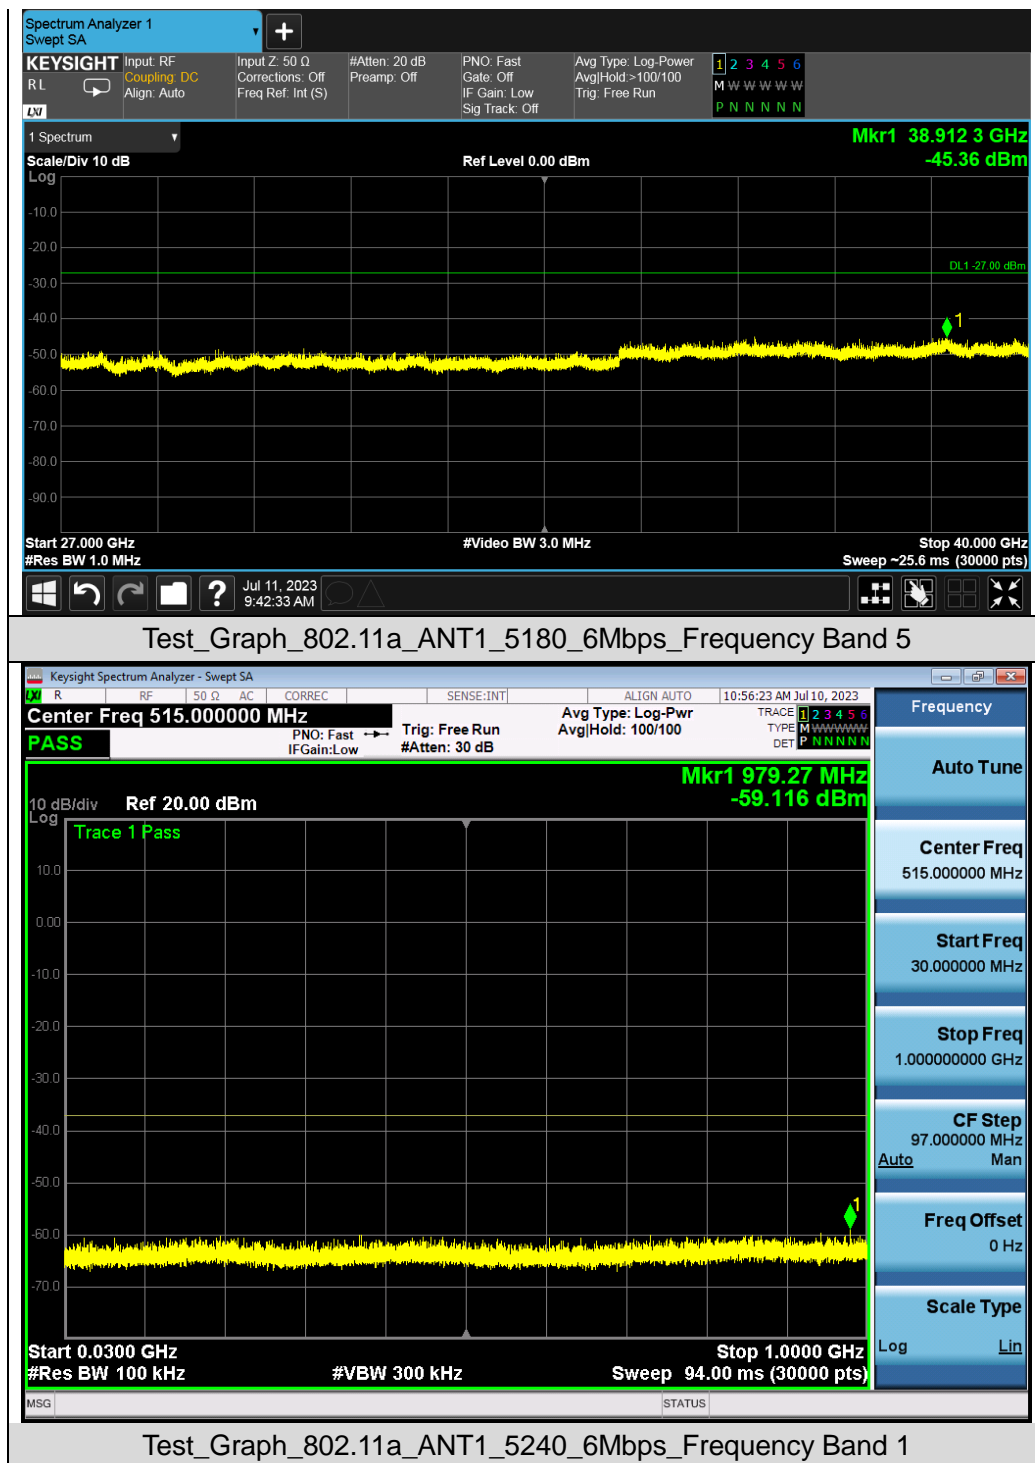 Spectrum Analyzer 1
Swept SA
KEYSIGHT
Input: RF
Coupling: DC
Align: Auto
Input Z: 50 Ω
Corrections: Off
Freq Ref: Int (S)
#Atten: 20 dB
Preamp: Off
PNO: Fast
Gate: Off
IF Gain: Low
Sig Track: Off
Avg Type: Log-Power
Avg|Hold:>100/100
Trig: Free Run
1 2 3 4 5 6
M W W W W W
P N N N N N
R L
LXI
1 Spectrum
Mkr1 38.912 3 GHz
Scale/Div 10 dB
Ref Level 0.00 dBm
-45.36 dBm
Log
-10.0
-20.0
DL1 -27.00 dBm
-30.0
-40.0
1
-50.0
-60.0
-70.0
-80.0
-90.0
Start 27.000 GHz
#Video BW 3.0 MHz
Stop 40.000 GHz
#Res BW 1.0 MHz
Sweep ~25.6 ms (30000 pts)
Jul 11, 2023
9:42:33 AM
Test_Graph_802.11a_ANT1_5180_6Mbps_Frequency Band 5
Keysight Spectrum Analyzer - Swept SA
LXI R RF 50 Ω AC CORREC SENSE:INT ALIGN AUTO 10:56:23 AM Jul 10, 2023
Center Freq 515.000000 MHz
PASS
PNO: Fast
IFGain:Low
Trig: Free Run
#Atten: 30 dB
Avg Type: Log-Pwr
Avg|Hold: 100/100
TRACE 1 2 3 4 5 6
TYPE M W W W W W
DET P N N N N N
Mkr1 979.27 MHz
-59.116 dBm
10 dB/div Ref 20.00 dBm
Log
Trace 1 Pass
10.0
0.00
-10.0
-20.0
-30.0
-40.0
-50.0
1
-60.0
-70.0
Start 0.0300 GHz
Stop 1.0000 GHz
#Res BW 100 kHz
#VBW 300 kHz
Sweep 94.00 ms (30000 pts)
MSG
STATUS
Frequency
Auto Tune
Center Freq
515.000000 MHz
Start Freq
30.000000 MHz
Stop Freq
1.000000000 GHz
CF Step
97.000000 MHz
Auto Man
Freq Offset
0 Hz
Scale Type
Log Lin
Test_Graph_802.11a_ANT1_5240_6Mbps_Frequency Band 1